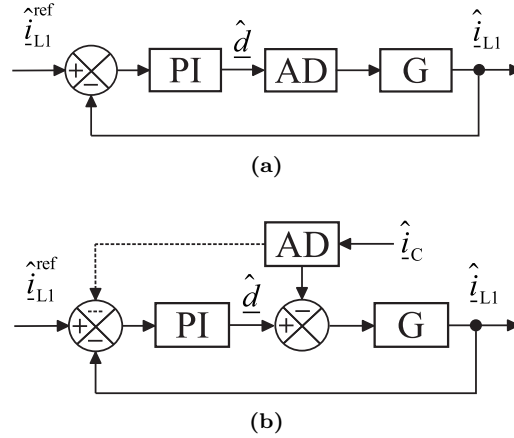 î_L1^ref
d̂
î_L1
+
−
PI
AD
G
(a)
AD
î_C
î_L1^ref
d̂
î_L1
+
−
−
PI
+
−
G
(b)